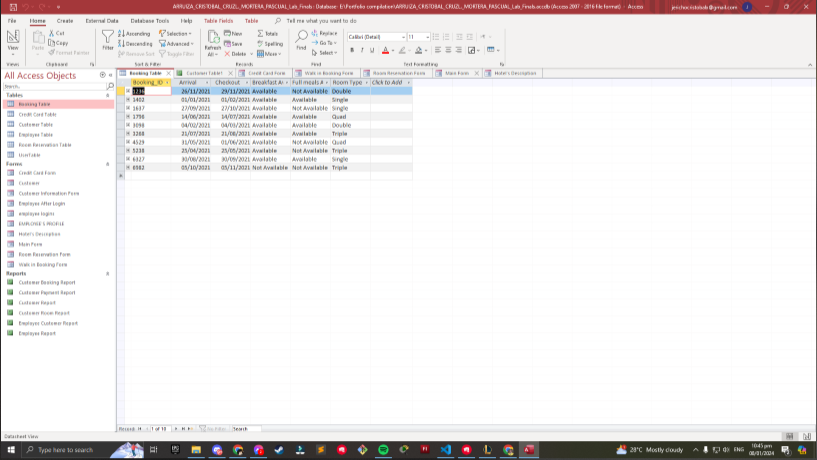 ARRUIZA_CRISTOBAL_CRUZ1_ MORTERA_PASCUAL_Lab_Finals : Database- E:\Portfolio compilation\ARRUIZA_CRISTOBAL_CRUZ1_ MORTERA_PASCUAL_Lab_Finals.accdb (Access 2007 - 2016 file format) - Access
File Home Create External Data Database Tools Help Table Fields Table Tell me what you want to do
View Paste Cut Copy Format Painter Filter Ascending Descending Remove Sort Selection Advanced Toggle Filter Refresh All New Save Delete Totals Spelling More Find Replace Go To Select Calibri (Detail) 11
Views Clipboard Sort & Filter Records Find Text Formatting
All Access Objects
Search...
Tables
Booking Table
Credit Card Table
Customer Table
Employee Table
Room Reservation Table
UserTable
Forms
Credit Card Form
Customer
Customer Information Form
Employee After Login
employee logins
EMPLOYEE'S PROFILE
Hotel's Description
Main Form
Room Reservation Form
Walk in Booking Form
Reports
Customer Booking Report
Customer Payment Report
Customer Report
Customer Room Report
Employee Customer Report
Employee Report
Booking Table Customer Table1 Credit Card Form Walk in Booking Form Room Reservation Form Main Form Hotel's Description
Booking_ID Arrival Checkout Breakfast A Full meals A Room Type Click to Add
1236 26/11/2021 29/11/2021 Available Not Available Double
1402 01/01/2021 01/02/2021 Available Available Single
1637 27/09/2021 27/10/2021 Available Not Available Single
1798 14/06/2021 14/07/2021 Available Available Quad
3098 04/02/2021 04/03/2021 Available Available Double
3268 21/07/2021 21/08/2021 Available Available Triple
4529 31/05/2021 01/06/2021 Available Not Available Quad
5238 25/04/2021 25/05/2021 Available Not Available Triple
6327 30/08/2021 30/09/2021 Available Available Single
6982 05/10/2021 05/11/2021 Not Available Not Available Triple
Record: 1 of 10 No Filter Search
Datasheet View
Type here to search
28°C Mostly cloudy ENG 10:45 pm 08/01/2024